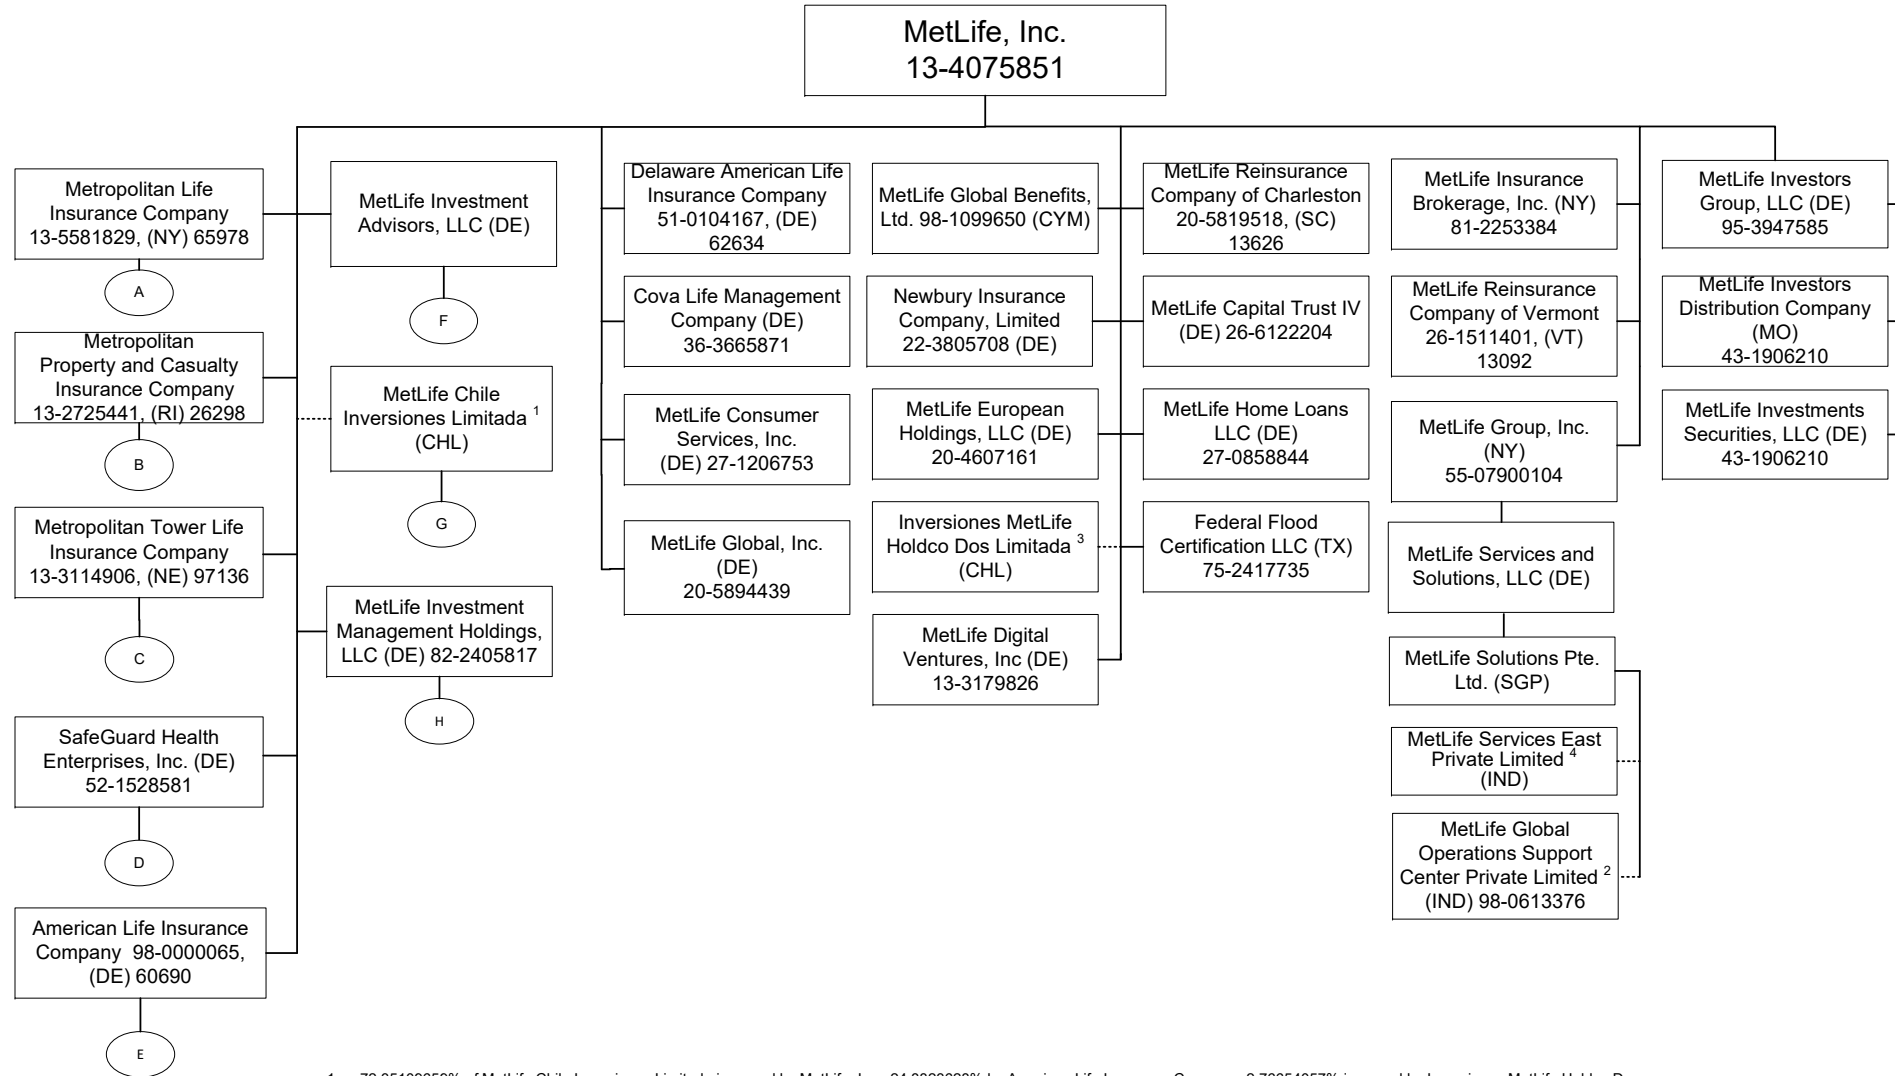 MetLife, Inc.
13-4075851
Metropolitan Life
Insurance Company
13-5581829, (NY) 65978
A
Metropolitan
Property and Casualty
Insurance Company
13-2725441, (RI) 26298
B
Metropolitan Tower Life
Insurance Company
13-3114906, (NE) 97136
C
SafeGuard Health
Enterprises, Inc. (DE)
52-1528581
D
American Life Insurance
Company 98-0000065,
(DE) 60690
E
MetLife Investment
Advisors, LLC (DE)
F
MetLife Chile
Inversiones Limitada 1
(CHL)
G
MetLife Investment
Management Holdings,
LLC (DE) 82-2405817
H
Delaware American Life
Insurance Company
51-0104167, (DE)
62634
Cova Life Management
Company (DE)
36-3665871
MetLife Consumer
Services, Inc.
(DE) 27-1206753
MetLife Global, Inc.
(DE)
20-5894439
MetLife Global Benefits,
Ltd. 98-1099650 (CYM)
Newbury Insurance
Company, Limited
22-3805708 (DE)
MetLife European
Holdings, LLC (DE)
20-4607161
Inversiones MetLife
Holdco Dos Limitada 3
(CHL)
MetLife Digital
Ventures, Inc (DE)
13-3179826
MetLife Reinsurance
Company of Charleston
20-5819518, (SC)
13626
MetLife Capital Trust IV
(DE) 26-6122204
MetLife Home Loans
LLC (DE)
27-0858844
Federal Flood
Certification LLC (TX)
75-2417735
MetLife Insurance
Brokerage, Inc. (NY)
81-2253384
MetLife Reinsurance
Company of Vermont
26-1511401, (VT)
13092
MetLife Group, Inc.
(NY)
55-07900104
MetLife Services and
Solutions, LLC (DE)
MetLife Solutions Pte.
Ltd. (SGP)
MetLife Services East
Private Limited 4
(IND)
MetLife Global
Operations Support
Center Private Limited 2
(IND) 98-0613376
MetLife Investors
Group, LLC (DE)
95-3947585
MetLife Investors
Distribution Company
(MO)
43-1906210
MetLife Investments
Securities, LLC (DE)
43-1906210